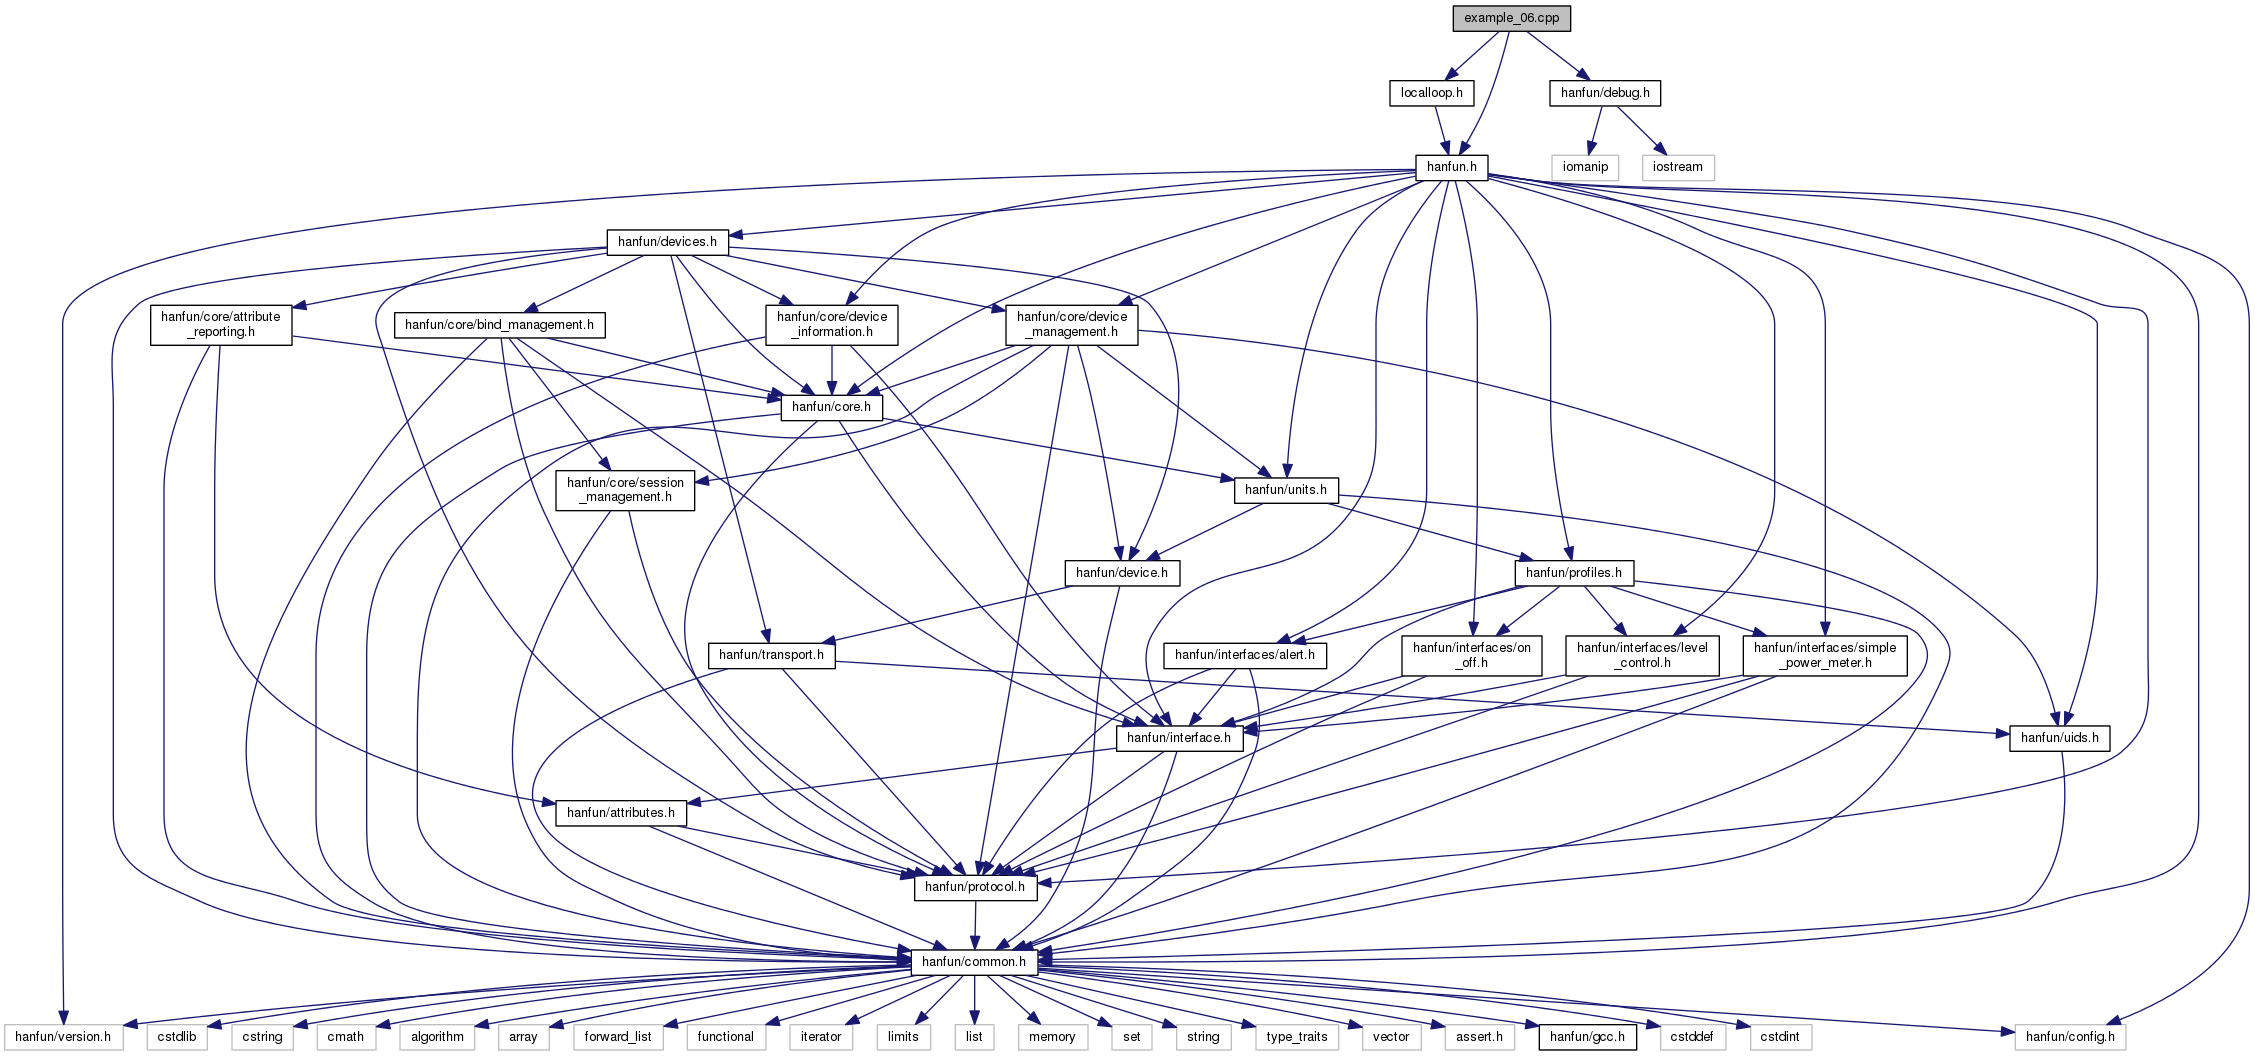 example_06.cpp
localloop.h
hanfun/debug.h
hanfun.h
iomanip
iostream
hanfun/devices.h
hanfun/core/attribute
_reporting.h
hanfun/core/bind_management.h
hanfun/core/device
_information.h
hanfun/core/device
_management.h
hanfun/core.h
hanfun/core/session
_management.h
hanfun/units.h
hanfun/device.h
hanfun/profiles.h
hanfun/transport.h
hanfun/interfaces/alert.h
hanfun/interfaces/on
_off.h
hanfun/interfaces/level
_control.h
hanfun/interfaces/simple
_power_meter.h
hanfun/interface.h
hanfun/uids.h
hanfun/attributes.h
hanfun/protocol.h
hanfun/common.h
hanfun/version.h
cstdlib
cstring
cmath
algorithm
array
forward_list
functional
iterator
limits
list
memory
set
string
type_traits
vector
assert.h
hanfun/gcc.h
cstddef
cstdint
hanfun/config.h